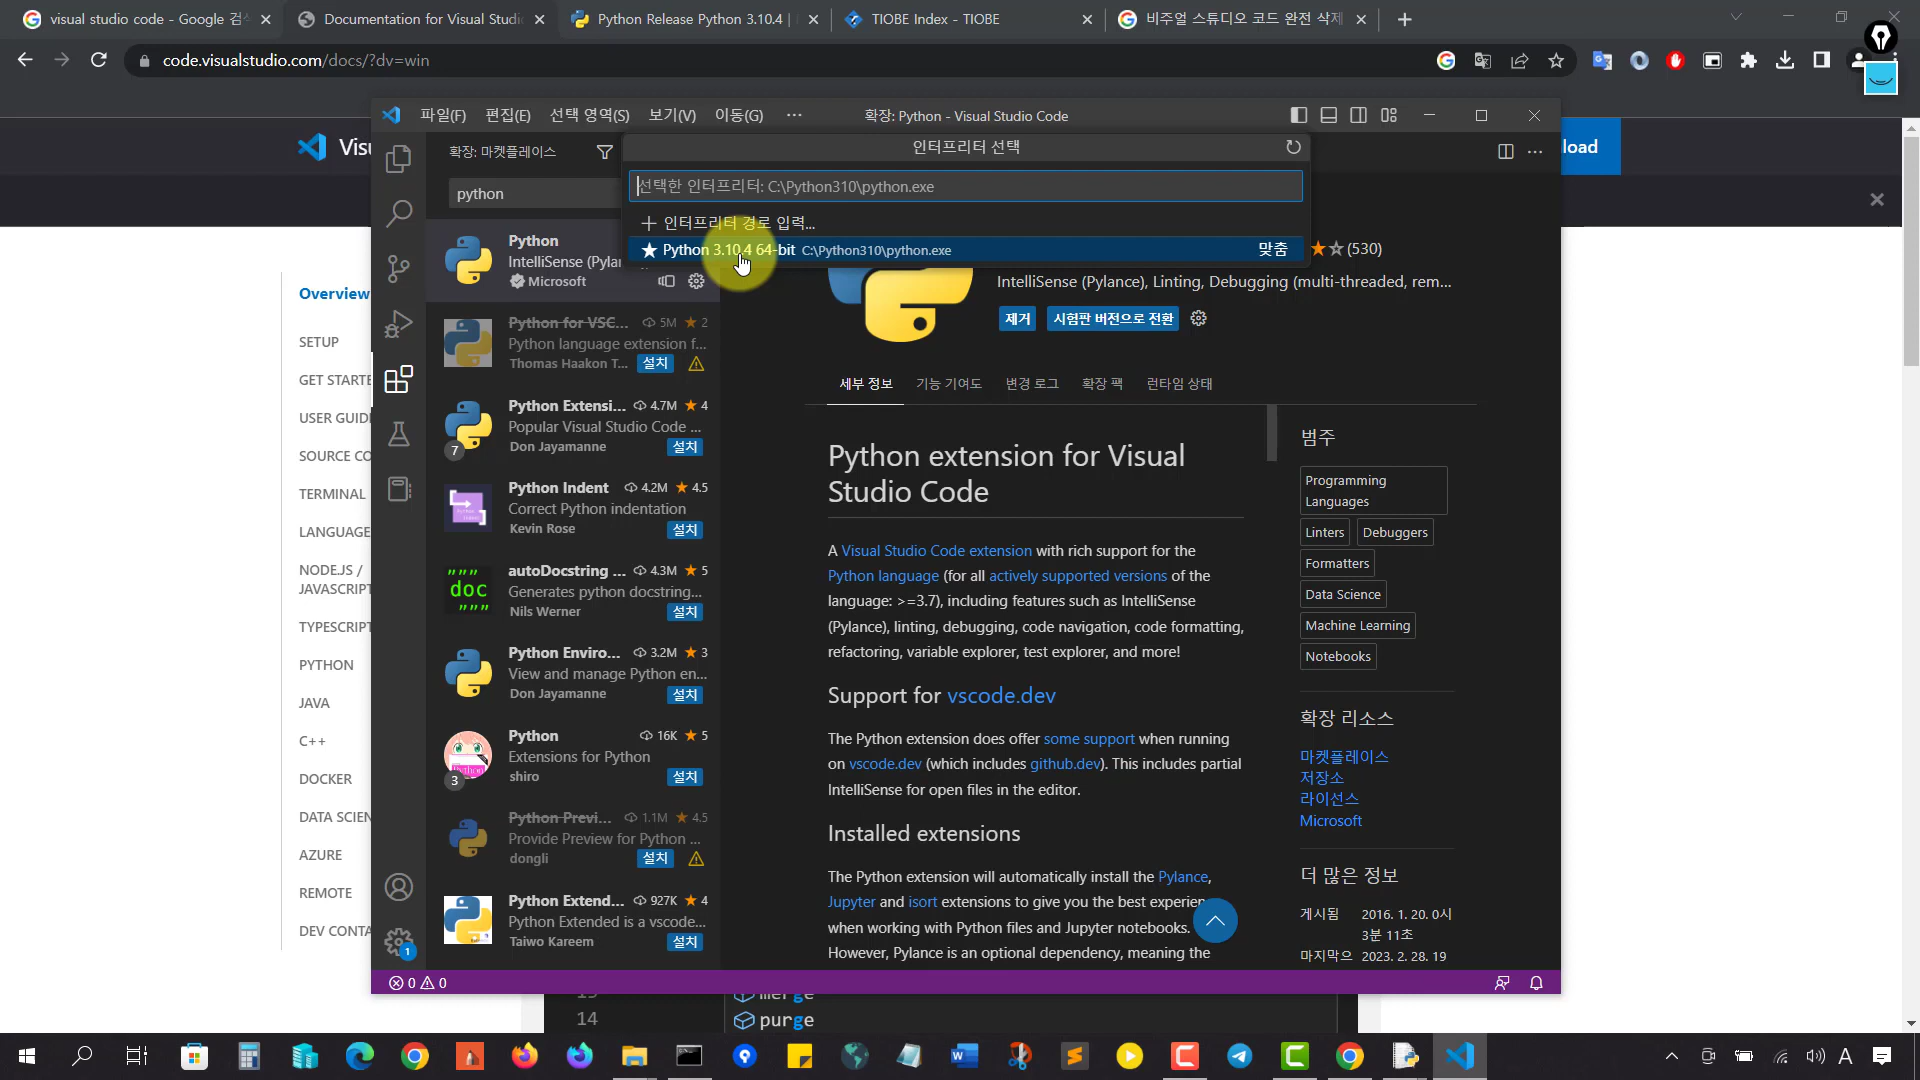 visual studio code - Google 검색
Documentation for Visual Studi
Python Release Python 3.10.4 |
TIOBE Index - TIOBE
비주얼 스튜디오 코드 완전 삭제
code.visualstudio.com/docs/?dv=win
파일(F) 편집(E) 선택 영역(S) 보기(V) 이동(G) ···
확장: Python - Visual Studio Code
Visu
load
확장: 마켓플레이스
인터프리터 선택
python
선택한 인터프리터: C:\Python310\python.exe
인터프리터 경로 입력...
Python 3.10.4 64-bit C:\Python310\python.exe 맞춤
Overview
SETUP
GET STARTE
USER GUIDE
SOURCE CO
TERMINAL
LANGUAGE
NODE.JS /
JAVASCRIPT
TYPESCRIPT
PYTHON
JAVA
C++
DOCKER
DATA SCIEN
AZURE
REMOTE
DEV CONTA
Python
IntelliSense (Pylan
Microsoft
Python for VSC... 5M 2
Python language extension f...
Thomas Haakon T... 설치
Python Extensi... 4.7M 4
Popular Visual Studio Code ...
7 Don Jayamanne 설치
Python Indent 4.2M 4.5
Correct Python indentation
Kevin Rose 설치
autoDocstring ... 4.3M 5
Generates python docstring...
Nils Werner 설치
""" doc """
Python Enviro... 3.2M 3
View and manage Python en...
Don Jayamanne 설치
Python 16K 5
Extensions for Python
3 shiro 설치
Python Previ... 1.1M 4.5
Provide Preview for Python ...
dongli 설치
Python Extend... 927K 4
Python Extended is a vscode...
Taiwo Kareem 설치
1
(530)
IntelliSense (Pylance), Linting, Debugging (multi-threaded, rem...
제거 시험판 버전으로 전환
세부 정보 기능 기여도 변경 로그 확장 팩 런타임 상태
Python extension for Visual
Studio Code
A Visual Studio Code extension with rich support for the
Python language (for all actively supported versions of the
language: >=3.7), including features such as IntelliSense
(Pylance), linting, debugging, code navigation, code formatting,
refactoring, variable explorer, test explorer, and more!
Support for vscode.dev
The Python extension does offer some support when running
on vscode.dev (which includes github.dev). This includes partial
IntelliSense for open files in the editor.
Installed extensions
The Python extension will automatically install the Pylance,
Jupyter and isort extensions to give you the best experien
when working with Python files and Jupyter notebooks.
However, Pylance is an optional dependency, meaning the
범주
Programming
Languages
Linters
Debuggers
Formatters
Data Science
Machine Learning
Notebooks
확장 리소스
마켓플레이스
저장소
라이선스
Microsoft
더 많은 정보
게시됨 2016. 1. 20. 0시
3분 11초
마지막으 2023. 2. 28. 19
0 0
merge
14 purge
A